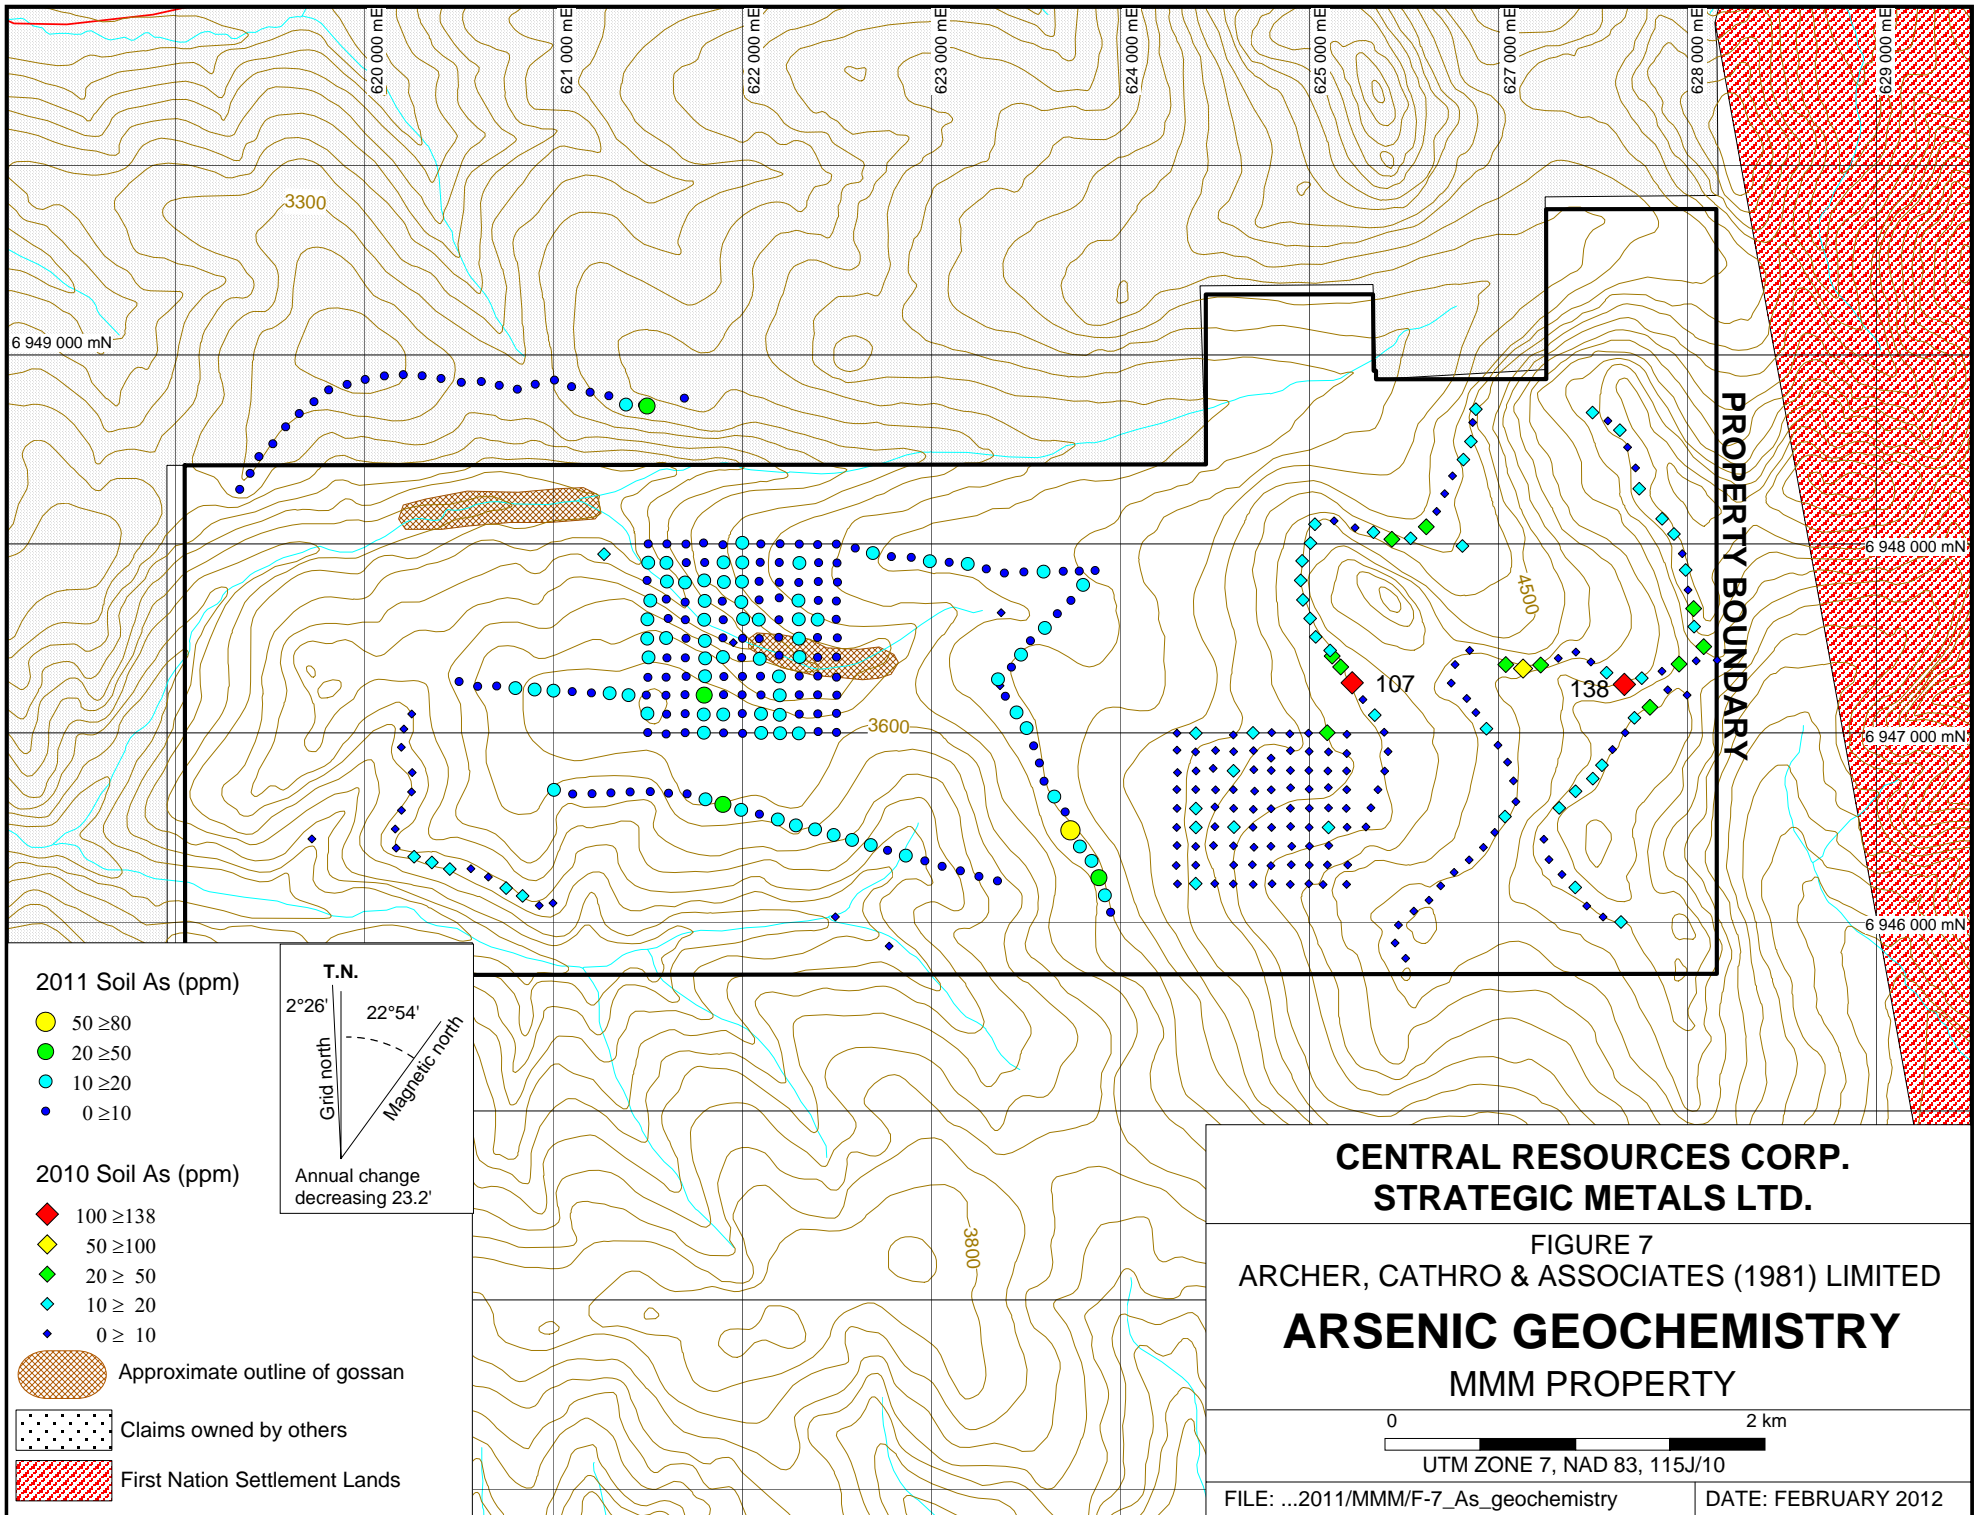 620 000 mE
621 000 mE
622 000 mE
623 000 mE
624 000 mE
625 000 mE
627 000 mE
628 000 mE
629 000 mE
3300
6 949 000 mN
PROPERTY BOUNDARY
6 948 000 mN
4500
107
138
3600
6 947 000 mN
6 946 000 mN
2011 Soil As (ppm)
50 ≥80
20 ≥50
10 ≥20
0 ≥10
2010 Soil As (ppm)
100 ≥138
50 ≥100
20 ≥ 50
10 ≥ 20
0 ≥ 10
Approximate outline of gossan
Claims owned by others
First Nation Settlement Lands
T.N.
2°26'
22°54'
Grid north
Magnetic north
Annual change
decreasing 23.2'
3800
CENTRAL RESOURCES CORP.
STRATEGIC METALS LTD.
FIGURE 7
ARCHER, CATHRO & ASSOCIATES (1981) LIMITED
ARSENIC GEOCHEMISTRY
MMM PROPERTY
0 2 km
UTM ZONE 7, NAD 83, 115J/10
FILE: ...2011/MMM/F-7_As_geochemistry
DATE: FEBRUARY 2012